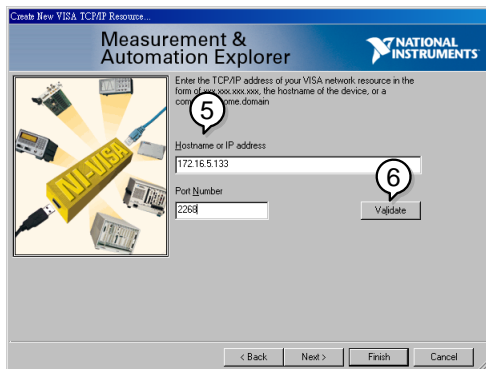 Create New VISA TCP/IP Resource...
Measurement &
Automation Explorer
NATIONAL
INSTRUMENTS
Enter the TCP/IP address of your VISA network resource in the
form of xxx.xxx.xxx.xxx, the hostname of the device, or a
some.domain
5
Hostname or IP address
172.16.5.133
6
Port Number
2268
Validate
NI-VISA
< Back
Next >
Finish
Cancel